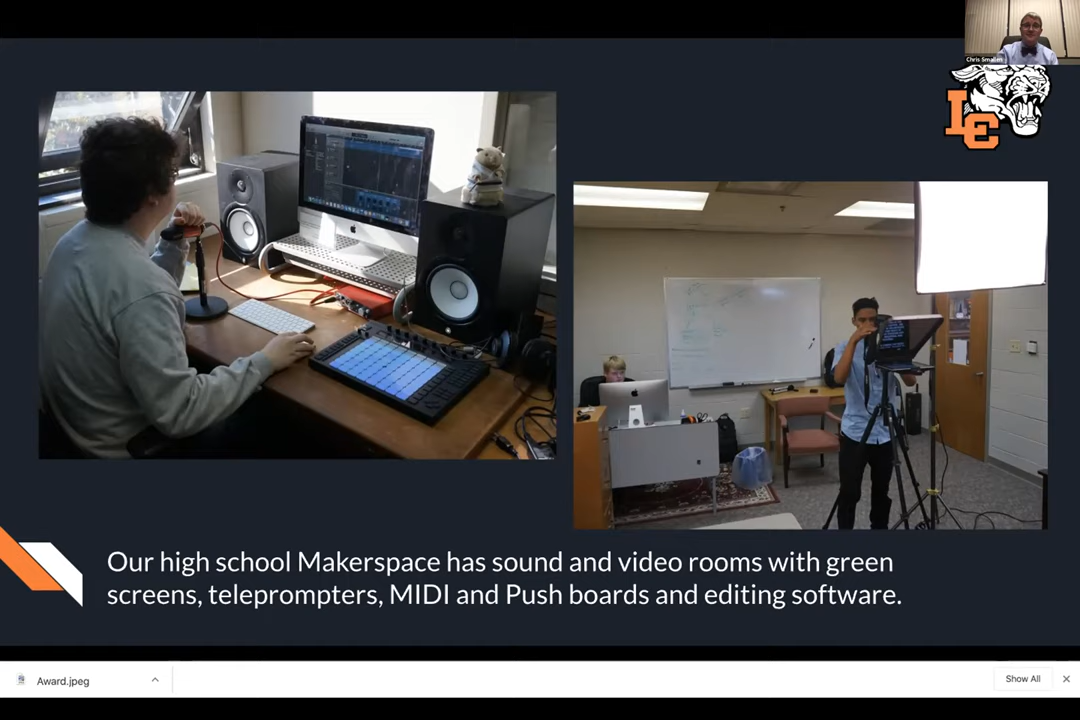 Chris Smallen
LC
Our high school Makerspace has sound and video rooms with green
screens, teleprompters, MIDI and Push boards and editing software.
Award.jpeg
Show All